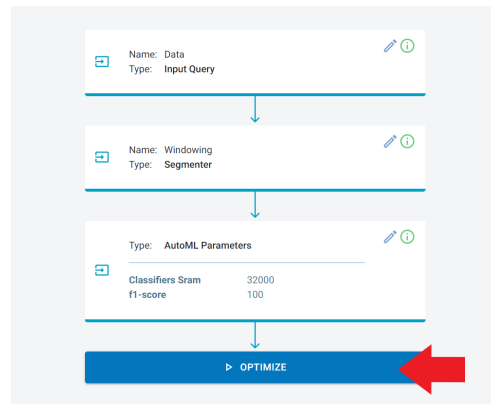 Name: Data
Type: Input Query
Name: Windowing
Type: Segmenter
Type: AutoML Parameters
Classifiers Sram 32000
f1-score 100
OPTIMIZE